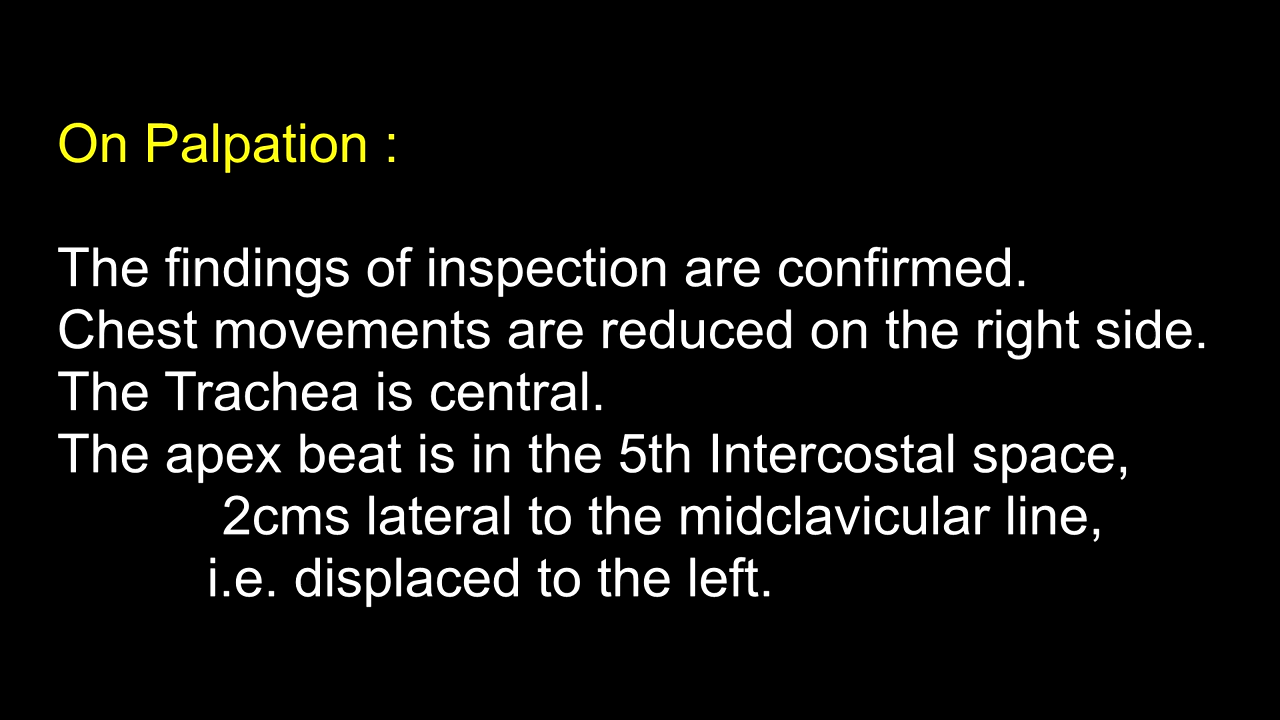 On Palpation :
The findings of inspection are confirmed.
Chest movements are reduced on the right side.
The Trachea is central.
The apex beat is in the 5th Intercostal space,
2cms lateral to the midclavicular line,
i.e. displaced to the left.